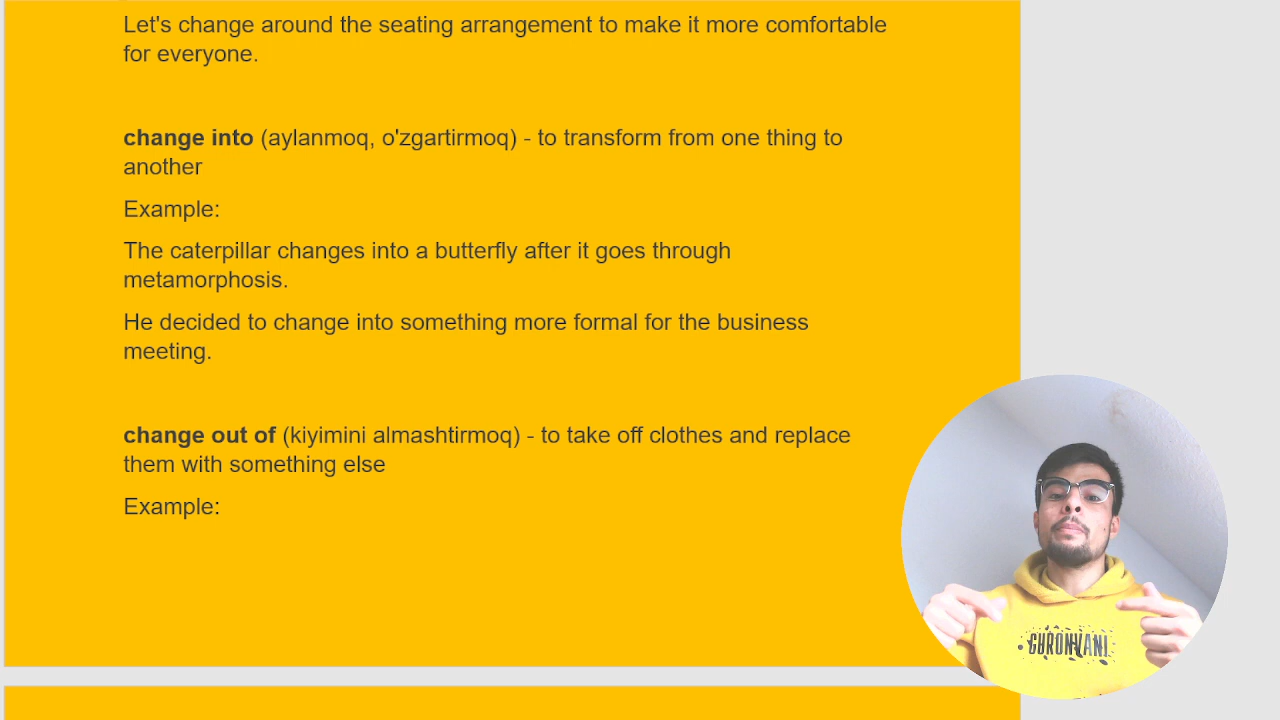 Let's change around the seating arrangement to make it more comfortable
for everyone.
change into (aylanmoq, o'zgartirmoq) - to transform from one thing to
another
Example:
The caterpillar changes into a butterfly after it goes through
metamorphosis.
He decided to change into something more formal for the business
meeting.
change out of (kiyimini almashtirmoq) - to take off clothes and replace
them with something else
Example: